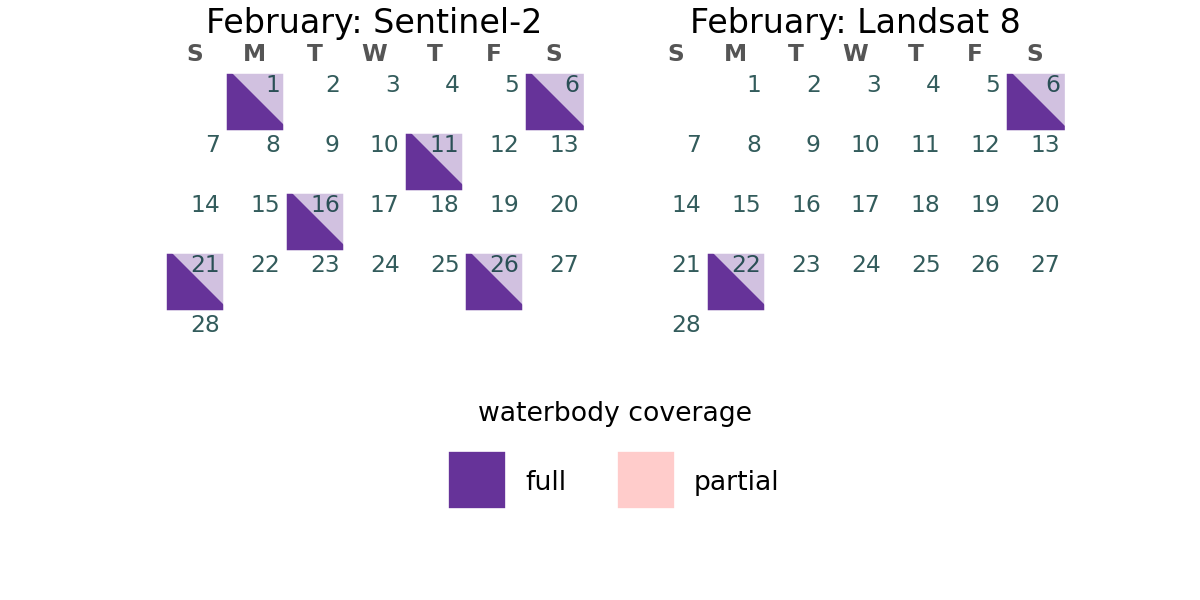 February: Sentinel-2
S M T W T F S
1 2 3 4 5 6
7 8 9 10 11 12 13
14 15 16 17 18 19 20
21 22 23 24 25 26 27
28
February: Landsat 8
S M T W T F S
1 2 3 4 5 6
7 8 9 10 11 12 13
14 15 16 17 18 19 20
21 22 23 24 25 26 27
28
waterbody coverage
full partial